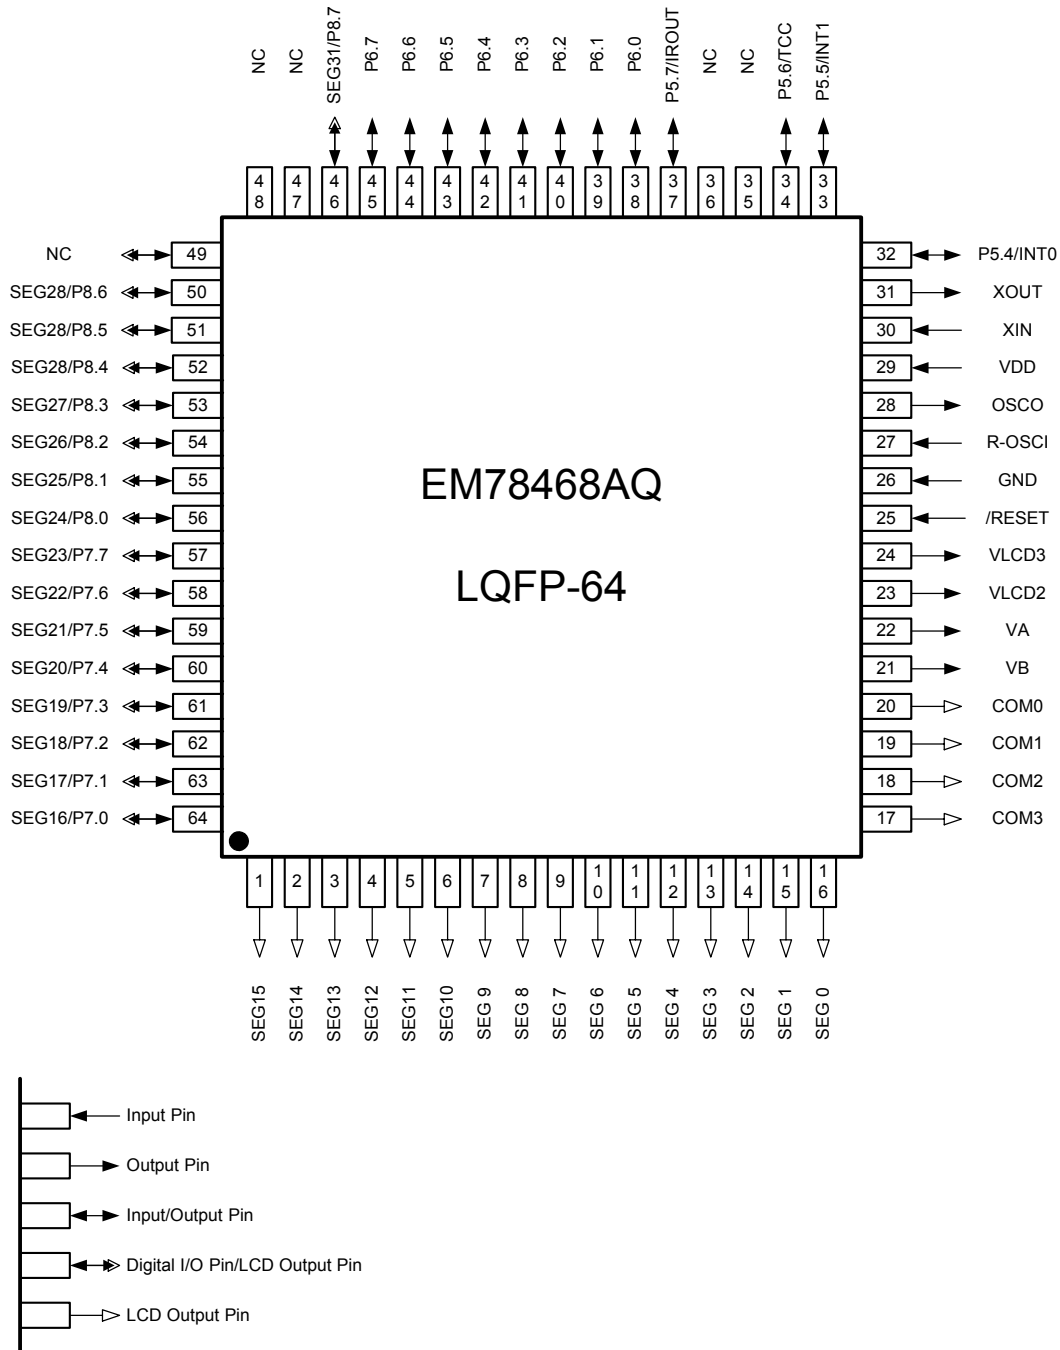 NC
NC
SEG31/P8.7
P6.7
P6.6
P6.5
P6.4
P6.3
P6.2
P6.1
P6.0
P5.7/IROUT
NC
NC
P5.6/TCC
P5.5/INT1
48
47
46
45
44
43
42
41
40
39
38
37
36
35
34
33
NC 49
SEG28/P8.6 50
SEG28/P8.5 51
SEG28/P8.4 52
SEG27/P8.3 53
SEG26/P8.2 54
SEG25/P8.1 55
SEG24/P8.0 56
SEG23/P7.7 57
SEG22/P7.6 58
SEG21/P7.5 59
SEG20/P7.4 60
SEG19/P7.3 61
SEG18/P7.2 62
SEG17/P7.1 63
SEG16/P7.0 64
EM78468AQ
LQFP-64
32 P5.4/INT0
31 XOUT
30 XIN
29 VDD
28 OSCO
27 R-OSCI
26 GND
25 /RESET
24 VLCD3
23 VLCD2
22 VA
21 VB
20 COM0
19 COM1
18 COM2
17 COM3
1
2
3
4
5
6
7
8
9
10
11
12
13
14
15
16
SEG15
SEG14
SEG13
SEG12
SEG11
SEG10
SEG 9
SEG 8
SEG 7
SEG 6
SEG 5
SEG 4
SEG 3
SEG 2
SEG 1
SEG 0
Input Pin
Output Pin
Input/Output Pin
Digital I/O Pin/LCD Output Pin
LCD Output Pin